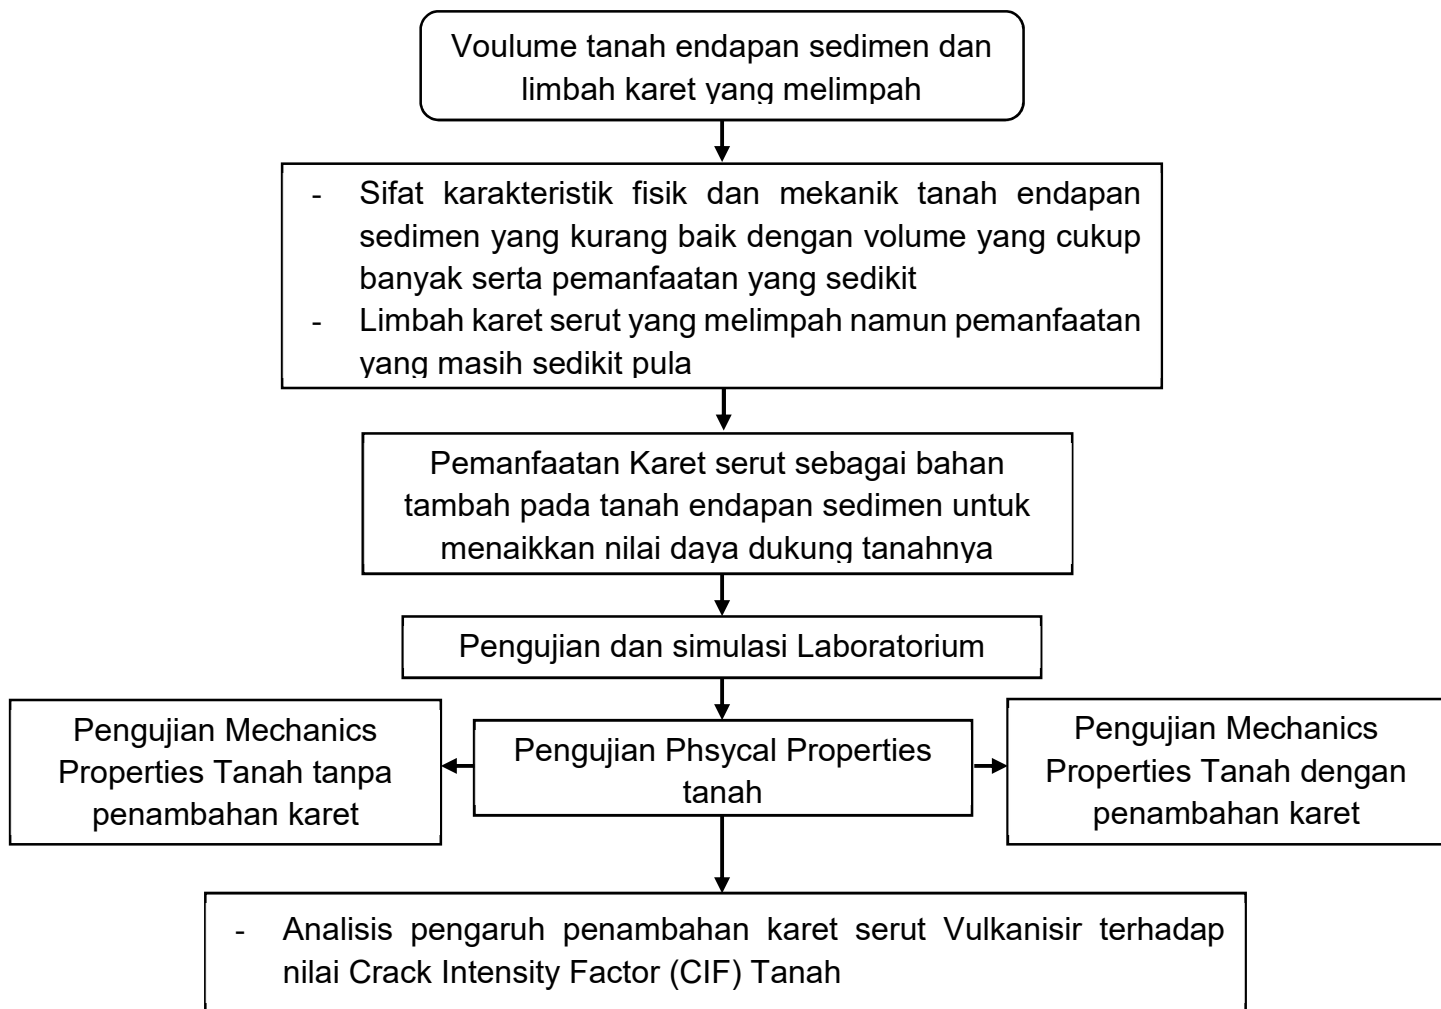 Voulume tanah endapan sedimen dan
limbah karet yang melimpah
- Sifat karakteristik fisik dan mekanik tanah endapan
sedimen yang kurang baik dengan volume yang cukup
banyak serta pemanfaatan yang sedikit
- Limbah karet serut yang melimpah namun pemanfaatan
yang masih sedikit pula
Pemanfaatan Karet serut sebagai bahan
tambah pada tanah endapan sedimen untuk
menaikkan nilai daya dukung tanahnya
Pengujian dan simulasi Laboratorium
Pengujian Mechanics
Properties Tanah tanpa
penambahan karet
Pengujian Phsycal Properties
tanah
Pengujian Mechanics
Properties Tanah dengan
penambahan karet
- Analisis pengaruh penambahan karet serut Vulkanisir terhadap
nilai Crack Intensity Factor (CIF) Tanah